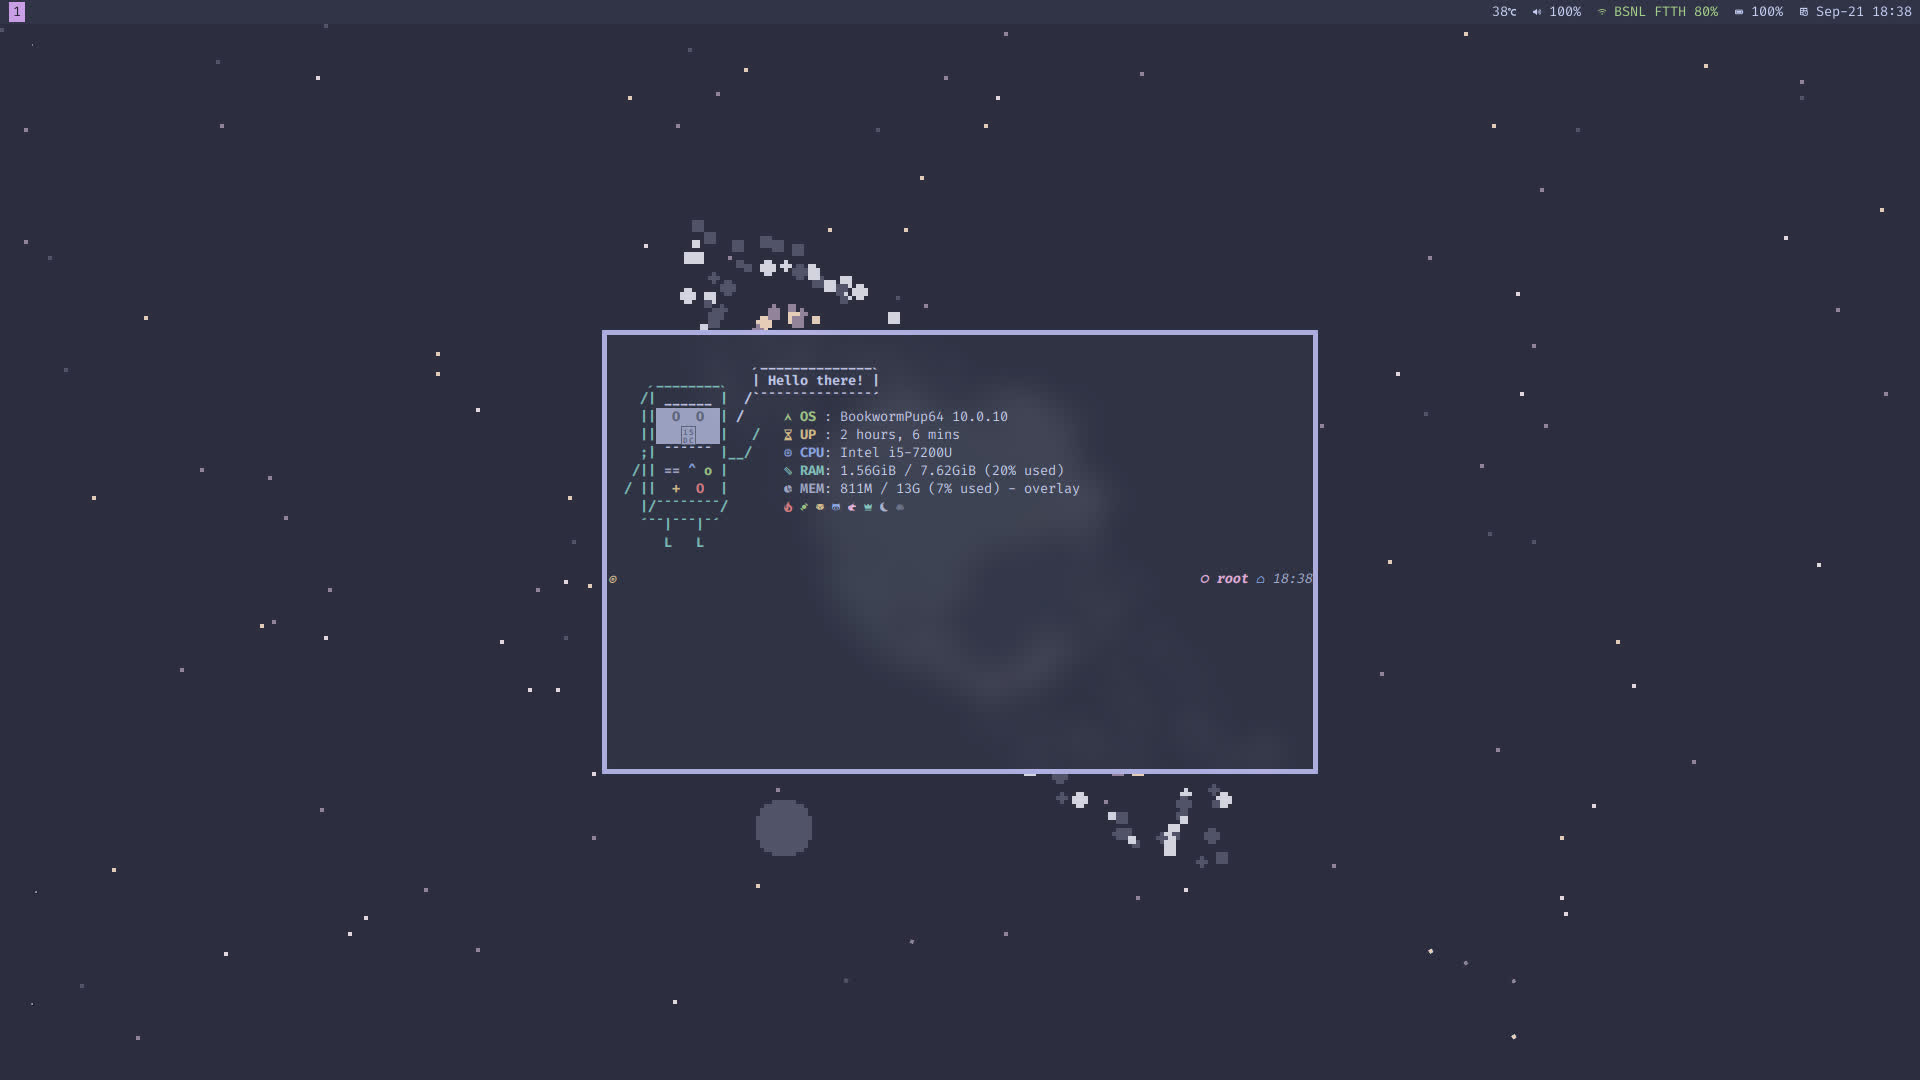 1
38℃ 100% BSNL FTTH 80% 100% Sep-21 18:38
Hello there!
OS : BookwormPup64 10.0.10
UP : 2 hours, 6 mins
CPU: Intel i5-7200U
RAM: 1.56GiB / 7.62GiB (20% used)
MEM: 811M / 13G (7% used) - overlay
root 18:38